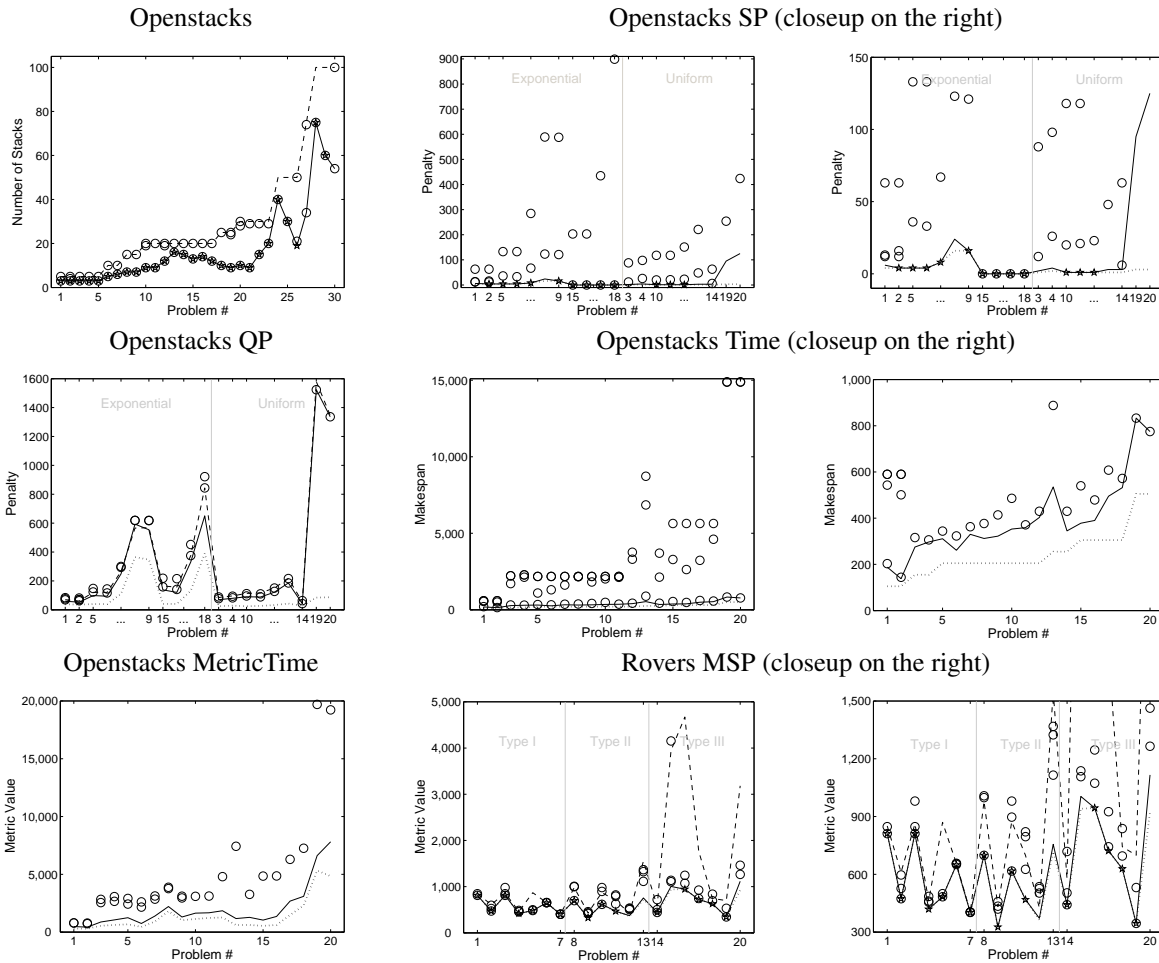 Openstacks
Openstacks SP (closeup on the right)
100
80
60
40
20
0
Number of Stacks
1 5 10 15 20 25 30
Problem #
900
800
700
600
500
400
300
200
100
0
Penalty
Exponential Uniform
1 2 5 ... 9 15 ... 18 3 4 10 ... 14 19 20
Problem #
150
100
50
0
Penalty
Exponential Uniform
1 2 5 ... 9 15 ... 18 3 4 10 ... 14 19 20
Problem #
Openstacks QP
Openstacks Time (closeup on the right)
1600
1400
1200
1000
800
600
400
200
0
Penalty
Exponential Uniform
1 2 5 ... 9 15 ... 18 3 4 10 ... 14 19 20
Problem #
15,000
10,000
5,000
0
Makespan
1 5 10 15 20
Problem #
1,000
800
600
400
200
0
Makespan
1 5 10 15 20
Problem #
Openstacks MetricTime
Rovers MSP (closeup on the right)
20,000
15,000
10,000
5,000
0
Metric Value
1 5 10 15 20
Problem #
5,000
4,000
3,000
2,000
1,000
0
Metric Value
Type I Type II Type III
1 7 8 13 14 20
Problem #
1,500
1,200
900
600
300
Metric Value
Type I Type II Type III
1 7 8 13 14 20
Problem #